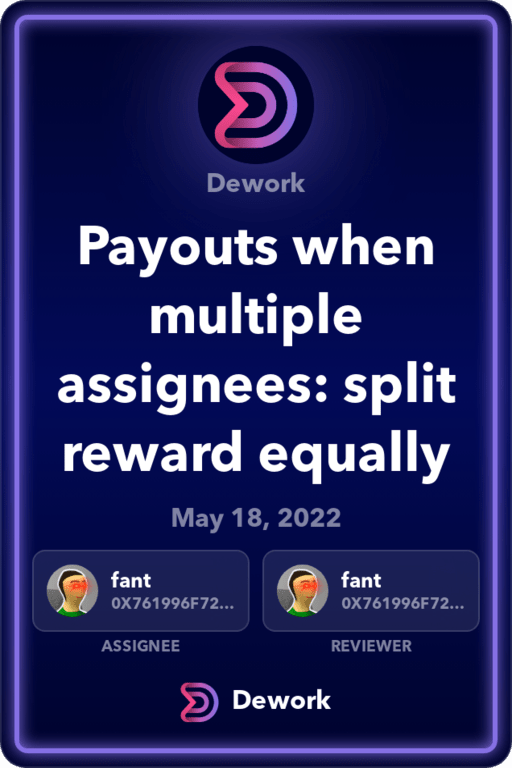 Dework
Payouts when
multiple
assignees: split
reward equally
May 18, 2022
fant
0X761996F72...
ASSIGNEE
fant
0X761996F72...
REVIEWER
Dework